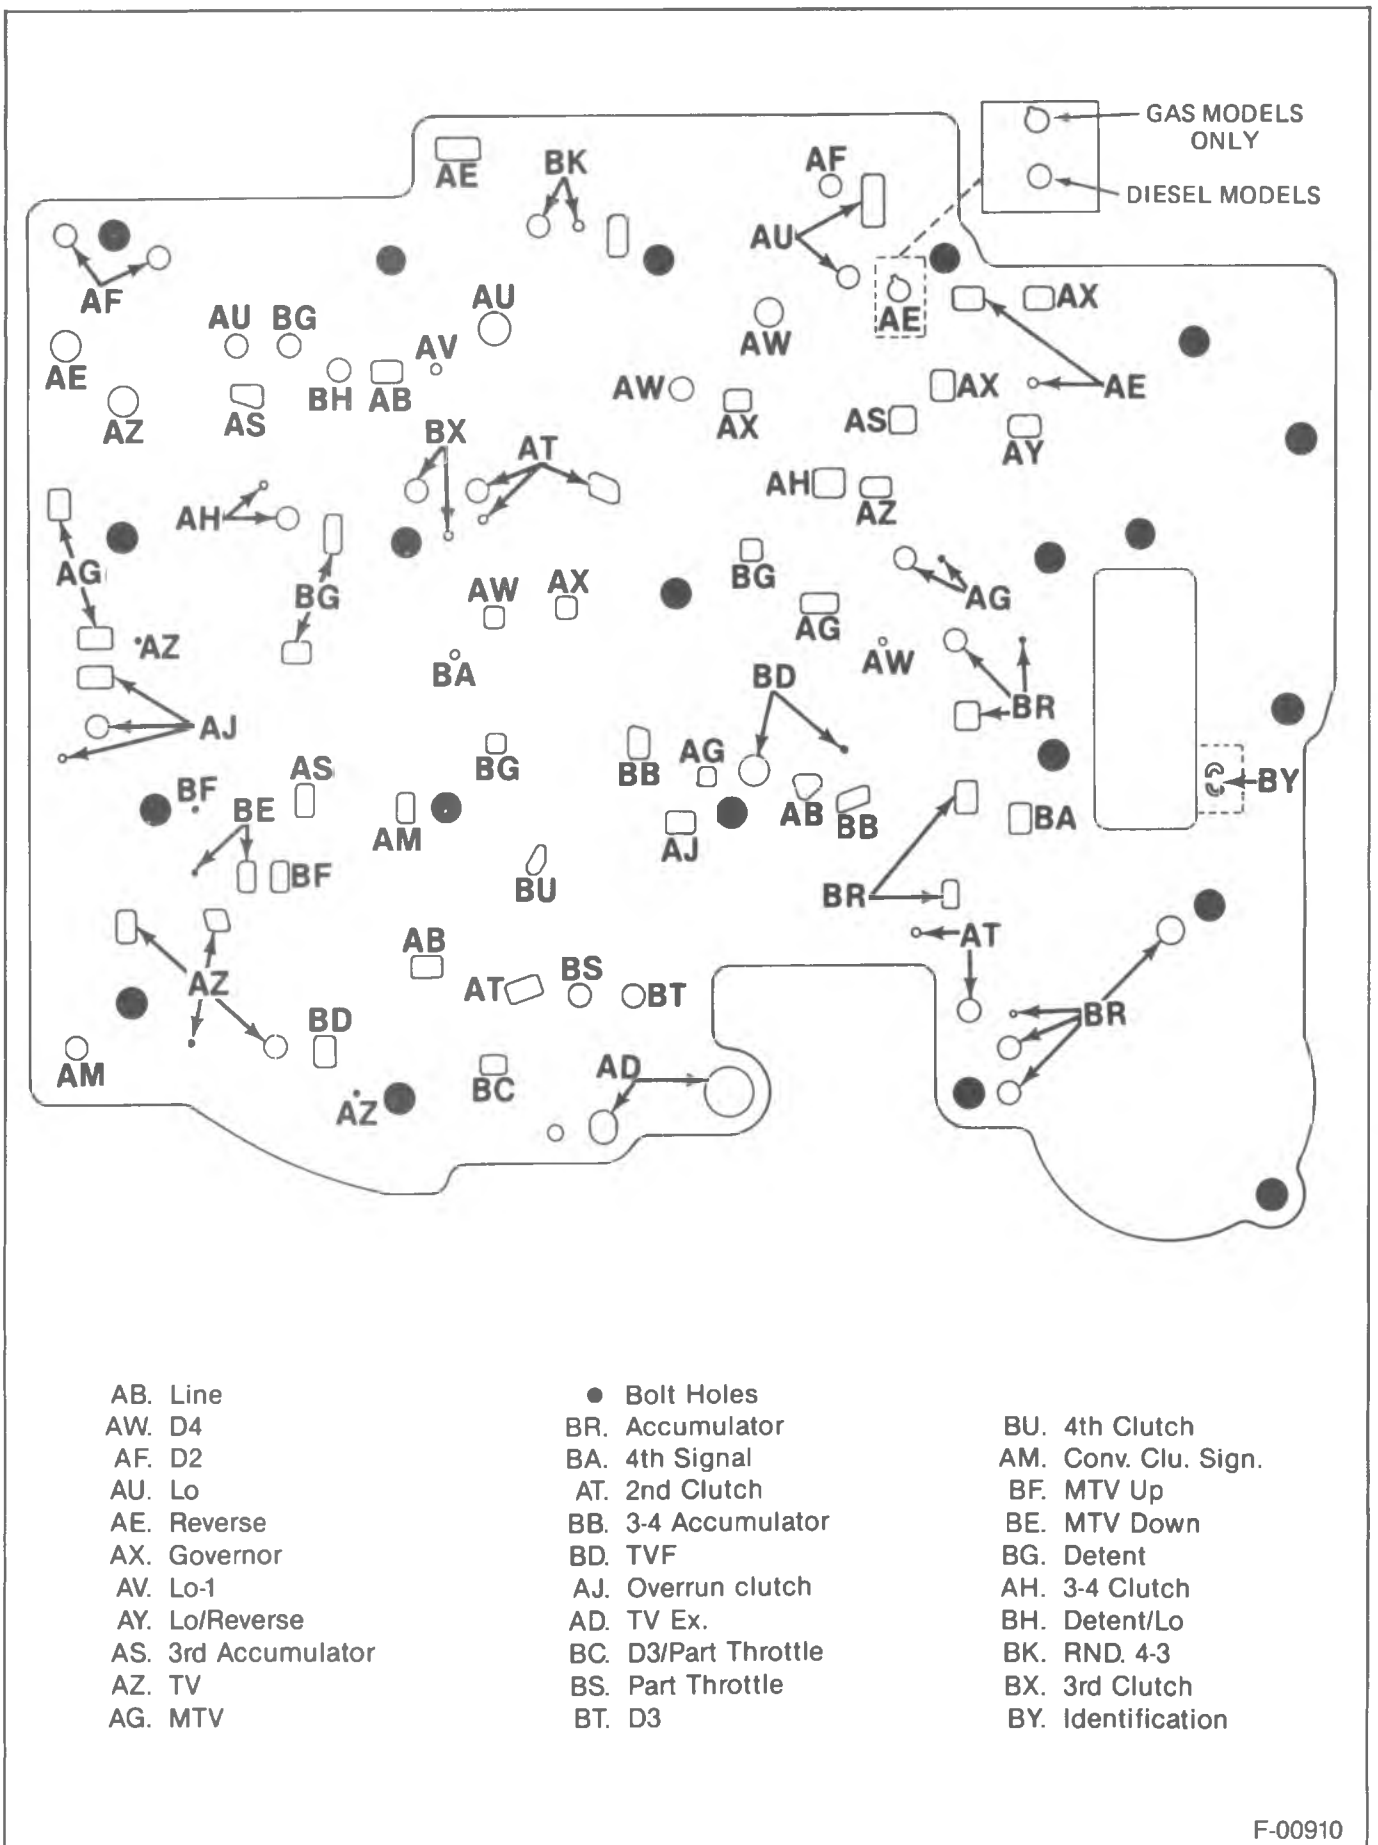 GAS MODELS
ONLY
DIESEL MODELS
AE
BK
AF
AU
AF
AU
BG
AU
AV
AW
AE
AX
AE
AZ
AS
BH
AB
AW
AX
AX
AE
AS
AY
BX
AT
AH
AZ
AH
AG
BG
AW
AX
BG
AG
AG
AZ
BA
AW
BD
BR
AJ
BG
BB
AG
AS
BF
BE
AM
AB
BB
BA
BY
AJ
BF
BU
BR
AB
AT
AZ
AT
BS
BT
BD
BR
AM
BC
AD
AZ
AB. Line
AW. D4
AF. D2
AU. Lo
AE. Reverse
AX. Governor
AV. Lo-1
AY. Lo/Reverse
AS. 3rd Accumulator
AZ. TV
AG. MTV
● Bolt Holes
BR. Accumulator
BA. 4th Signal
AT. 2nd Clutch
BB. 3-4 Accumulator
BD. TVF
AJ. Overrun clutch
AD. TV Ex.
BC. D3/Part Throttle
BS. Part Throttle
BT. D3
BU. 4th Clutch
AM. Conv. Clu. Sign.
BF. MTV Up
BE. MTV Down
BG. Detent
AH. 3-4 Clutch
BH. Detent/Lo
BK. RND. 4-3
BX. 3rd Clutch
BY. Identification
F-00910